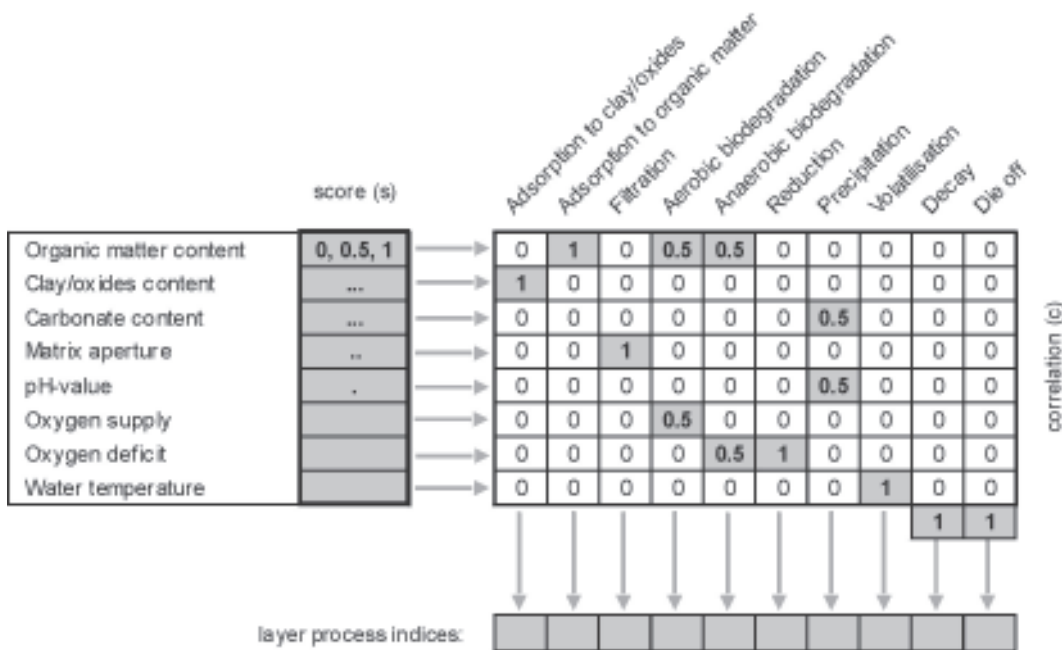 Adsorption to clay/oxides
Adsorption to organic matter
Filtration
Aerobic biodegradation
Anaerobic biodegradation
Reduction
Precipitation
Volatilisation
Decay
Die off
score (s)
Organic matter content 0, 0.5, 1 0 1 0 0.5 0.5 0 0 0 0 0
Clay/oxides content ... 1 0 0 0 0 0 0 0 0 0
Carbonate content ... 0 0 0 0 0 0 0.5 0 0 0
Matrix aperture .. 0 0 1 0 0 0 0 0 0 0
pH-value . 0 0 0 0 0 0 0.5 0 0 0
Oxygen supply 0 0 0 0.5 0 0 0 0 0 0
Oxygen deficit 0 0 0 0 0.5 1 0 0 0 0
Water temperature 0 0 0 0 0 0 0 1 0 0
1 1
correlation (c)
layer process indices: